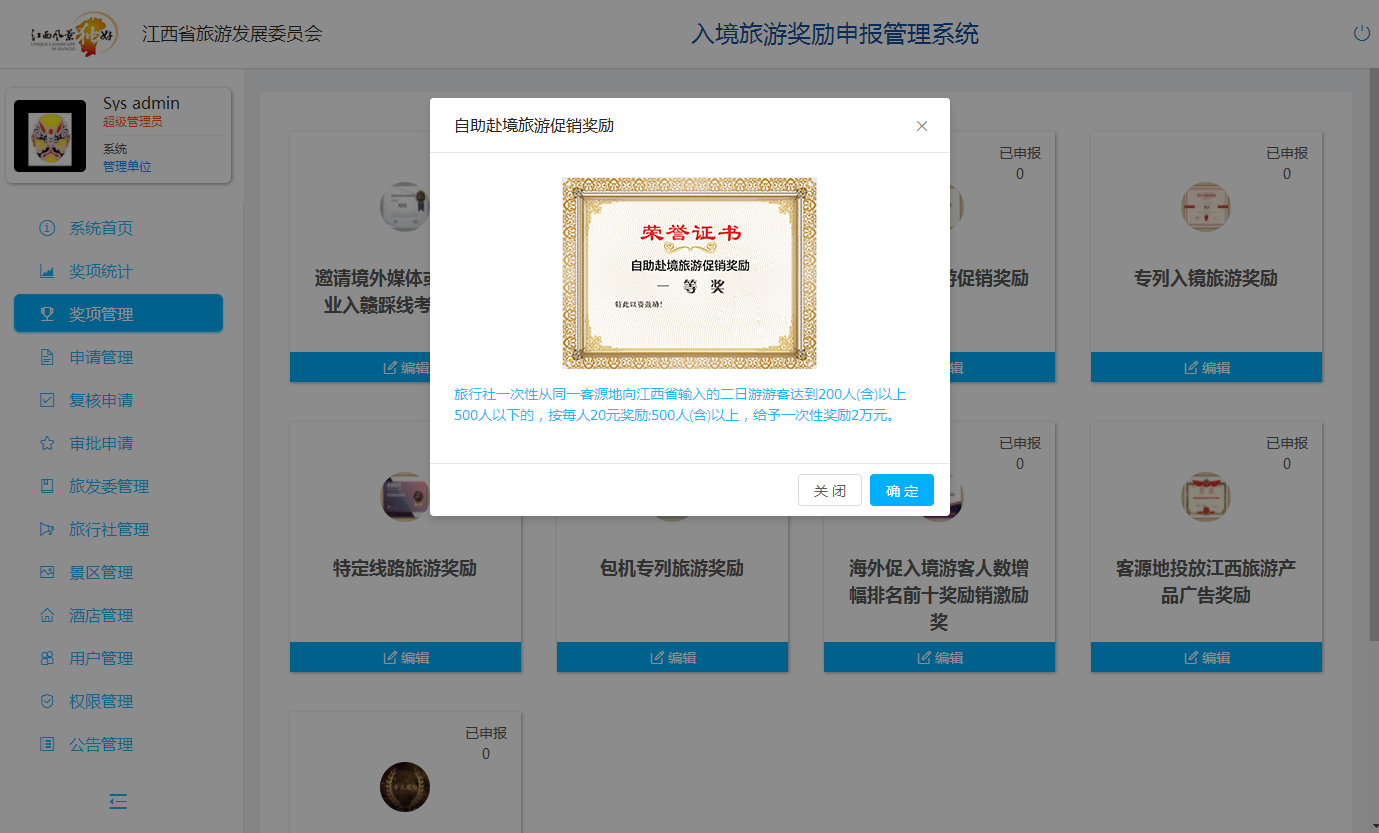 江西风景独好
UNIQUE LANDSCAPE
IN JIANGXI
江西省旅游发展委员会
入境旅游奖励申报管理系统
Sys admin
超级管理员
系统
管理单位
系统首页
奖项统计
奖项管理
申请管理
复核申请
审批申请
旅发委管理
旅行社管理
景区管理
酒店管理
用户管理
权限管理
公告管理
自助赴境旅游促销奖励
荣誉证书
自助赴境旅游促销奖励
一等奖
特此以资鼓励!
旅行社一次性从同一客源地向江西省输入的二日游游客达到200人(含)以上
500人以下的，按每人20元奖励;500人(含)以上，给予一次性奖励2万元。
关 闭
确 定
邀请境外媒体或
业入赣踩线考
编辑
已申报
0
游促销奖励
辑
已申报
0
专列入镜旅游奖励
编辑
特定线路旅游奖励
编辑
包机专列旅游奖励
编辑
已申报
0
海外促入境游客人数增
幅排名前十奖励销激励
奖
编辑
已申报
0
客源地投放江西旅游产
品广告奖励
编辑
已申报
0